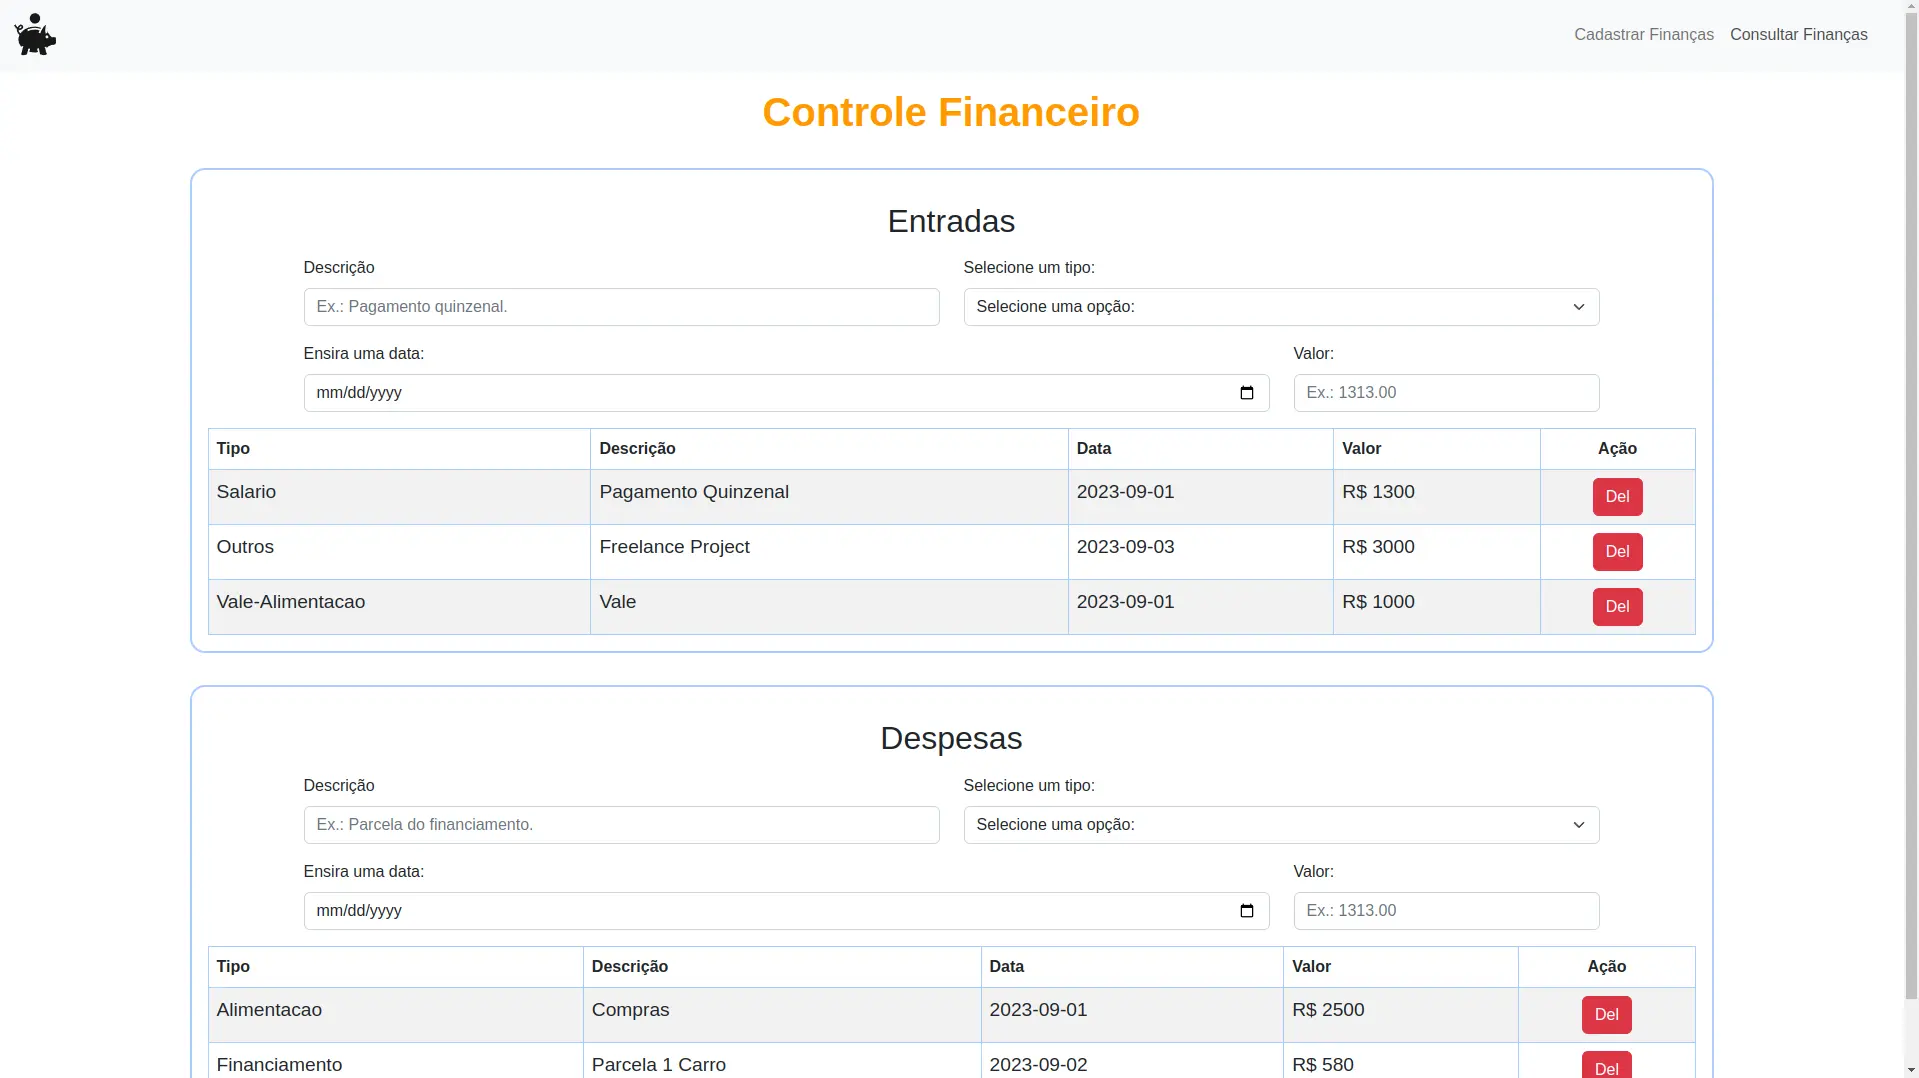 Cadastrar Finanças Consultar Finanças
Controle Financeiro
Entradas
Descrição Selecione um tipo:
Ex.: Pagamento quinzenal. Selecione uma opção:
Ensira uma data: Valor:
mm/dd/yyyy Ex.: 1313.00
Tipo Descrição Data Valor Ação
Salario Pagamento Quinzenal 2023-09-01 R$ 1300 Del
Outros Freelance Project 2023-09-03 R$ 3000 Del
Vale-Alimentacao Vale 2023-09-01 R$ 1000 Del
Despesas
Descrição Selecione um tipo:
Ex.: Parcela do financiamento. Selecione uma opção:
Ensira uma data: Valor:
mm/dd/yyyy Ex.: 1313.00
Tipo Descrição Data Valor Ação
Alimentacao Compras 2023-09-01 R$ 2500 Del
Financiamento Parcela 1 Carro 2023-09-02 R$ 580 Del